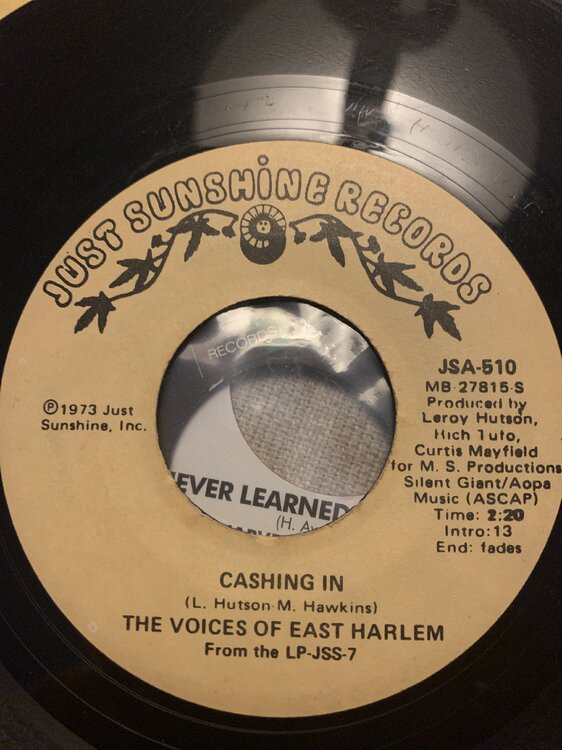 JUST SUNSHINE RECORDS
JSA-510
MB-27815-S
Produced by
Leroy Hutson,
Rich Tufo,
Curtis Mayfield
for M. S. Productions
Silent Giant/Aopa
Music (ASCAP)
Time: 2:20
Intro:13
End: fades
℗1973 Just
Sunshine, Inc.
RECORDS
EVER LEARNED
(H. A
CASHING IN
(L. Hutson-M. Hawkins)
THE VOICES OF EAST HARLEM
From the LP-JSS-7